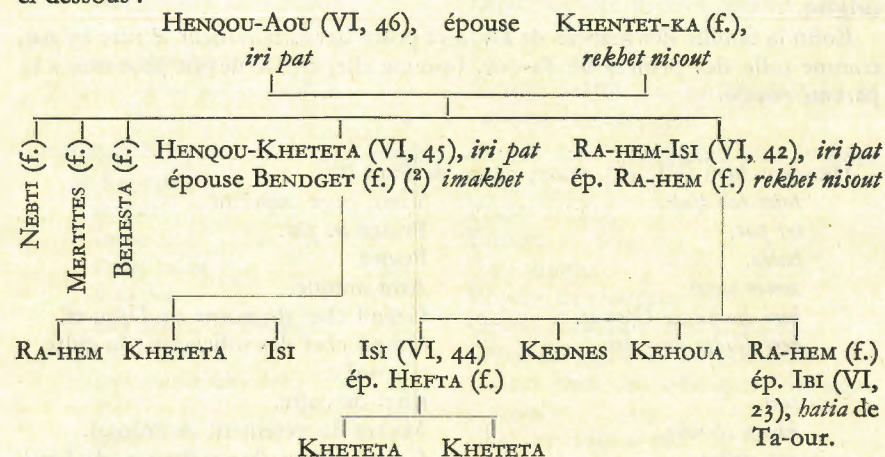 HENQOU-AOU (VI, 46), épouse KHENTET-KA (f.),
iri pat rekhet nisout
NEBTI (f.)
MERTITES (f.)
BEHESTA (f.)
HENQOU-KHETETA (VI, 45), iri pat
épouse BENDGET (f.) (²) imakhet
RA-HEM-ISI (VI, 42), iri pat
ép. RA-HEM (f.) rekhet nisout
RA-HEM KHETETA ISI
ISI (VI, 44)
ép. HEFTA (f.)
KEDNES KEHOUA
RA-HEM (f.)
ép. IBI (VI,
23), hatia de
Ta-our.
KHETETA KHETETA